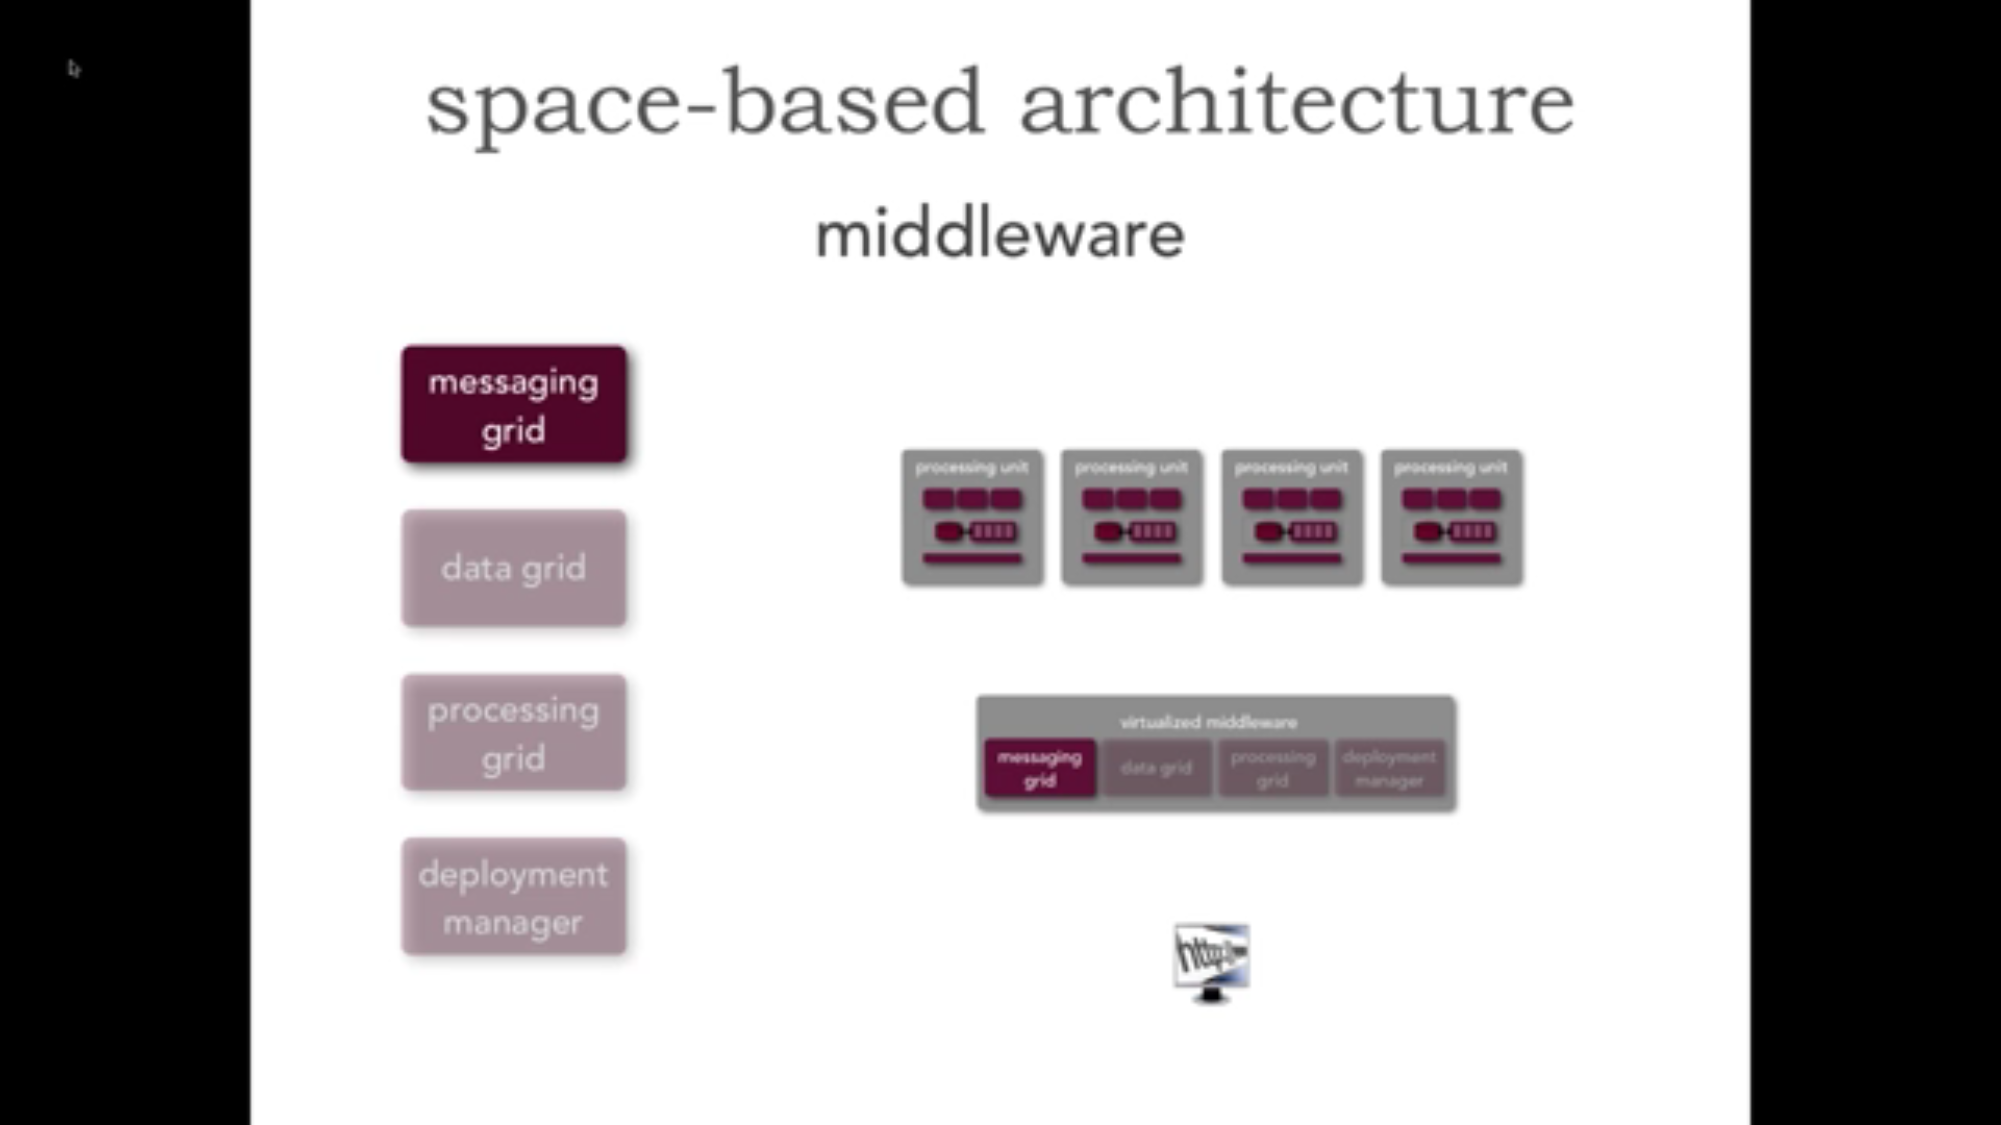 space-based architecture
middleware
messaging
grid
data grid
processing
grid
deployment
manager
processing unit
processing unit
processing unit
processing unit
virtualized middleware
messaging
grid
data grid
processing
grid
deployment
manager